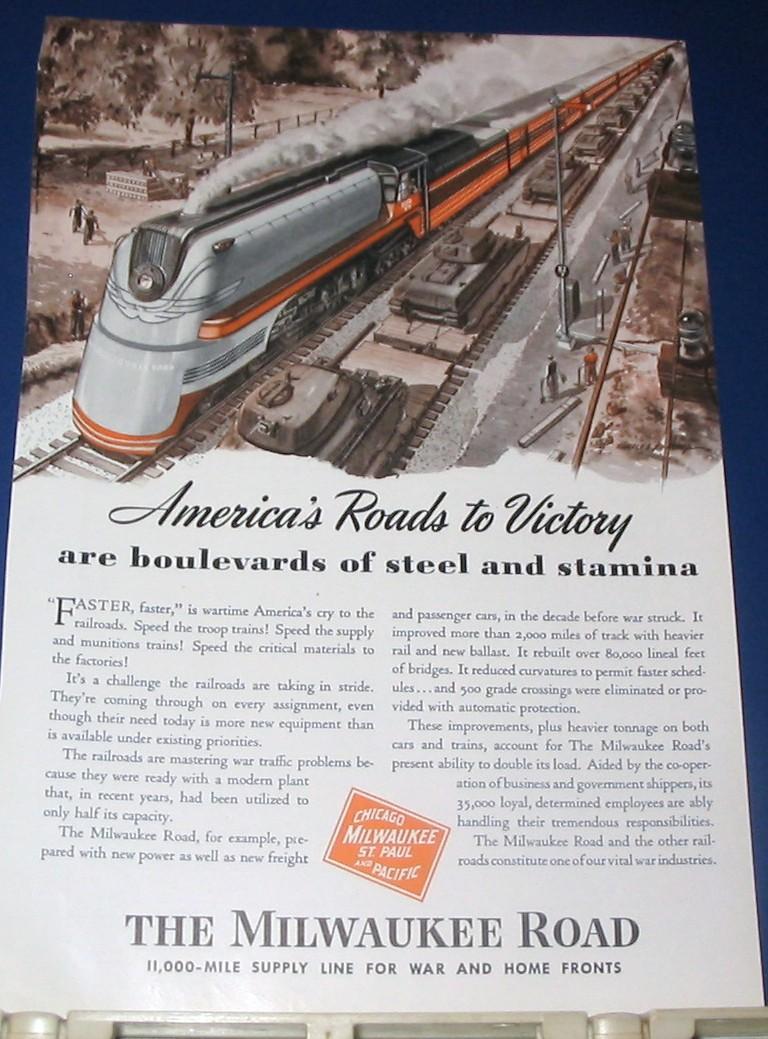 America's Roads to Victory
are boulevards of steel and stamina
"FASTER, faster," is wartime America's cry to the
railroads. Speed the troop trains! Speed the supply
and munitions trains! Speed the critical materials to
the factories!
It's a challenge the railroads are taking in stride.
They're coming through on every assignment, even
though their need today is more new equipment than
is available under existing priorities.
The railroads are mastering war traffic problems be-
cause they were ready with a modern plant
that, in recent years, had been utilized to
only half its capacity.
The Milwaukee Road, for example, pre-
pared with new power as well as new freight
and passenger cars, in the decade before war struck. It
improved more than 2,000 miles of track with heavier
rail and new ballast. It rebuilt over 80,000 lineal feet
of bridges. It reduced curvatures to permit faster sched-
ules...and 500 grade crossings were eliminated or pro-
vided with automatic protection.
These improvements, plus heavier tonnage on both
cars and trains, account for The Milwaukee Road's
present ability to double its load. Aided by the co-oper-
ation of business and government shippers, its
35,000 loyal, determined employees are ably
handling their tremendous responsibilities.
The Milwaukee Road and the other rail-
roads constitute one of our vital war industries.
CHICAGO
MILWAUKEE
ST. PAUL
AND PACIFIC
THE MILWAUKEE ROAD
11,000-MILE SUPPLY LINE FOR WAR AND HOME FRONTS